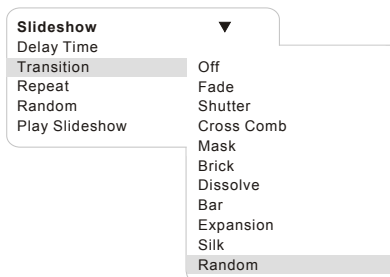 Slideshow ▼
Delay Time
Transition
Repeat
Random
Play Slideshow
Off
Fade
Shutter
Cross Comb
Mask
Brick
Dissolve
Bar
Expansion
Silk
Random